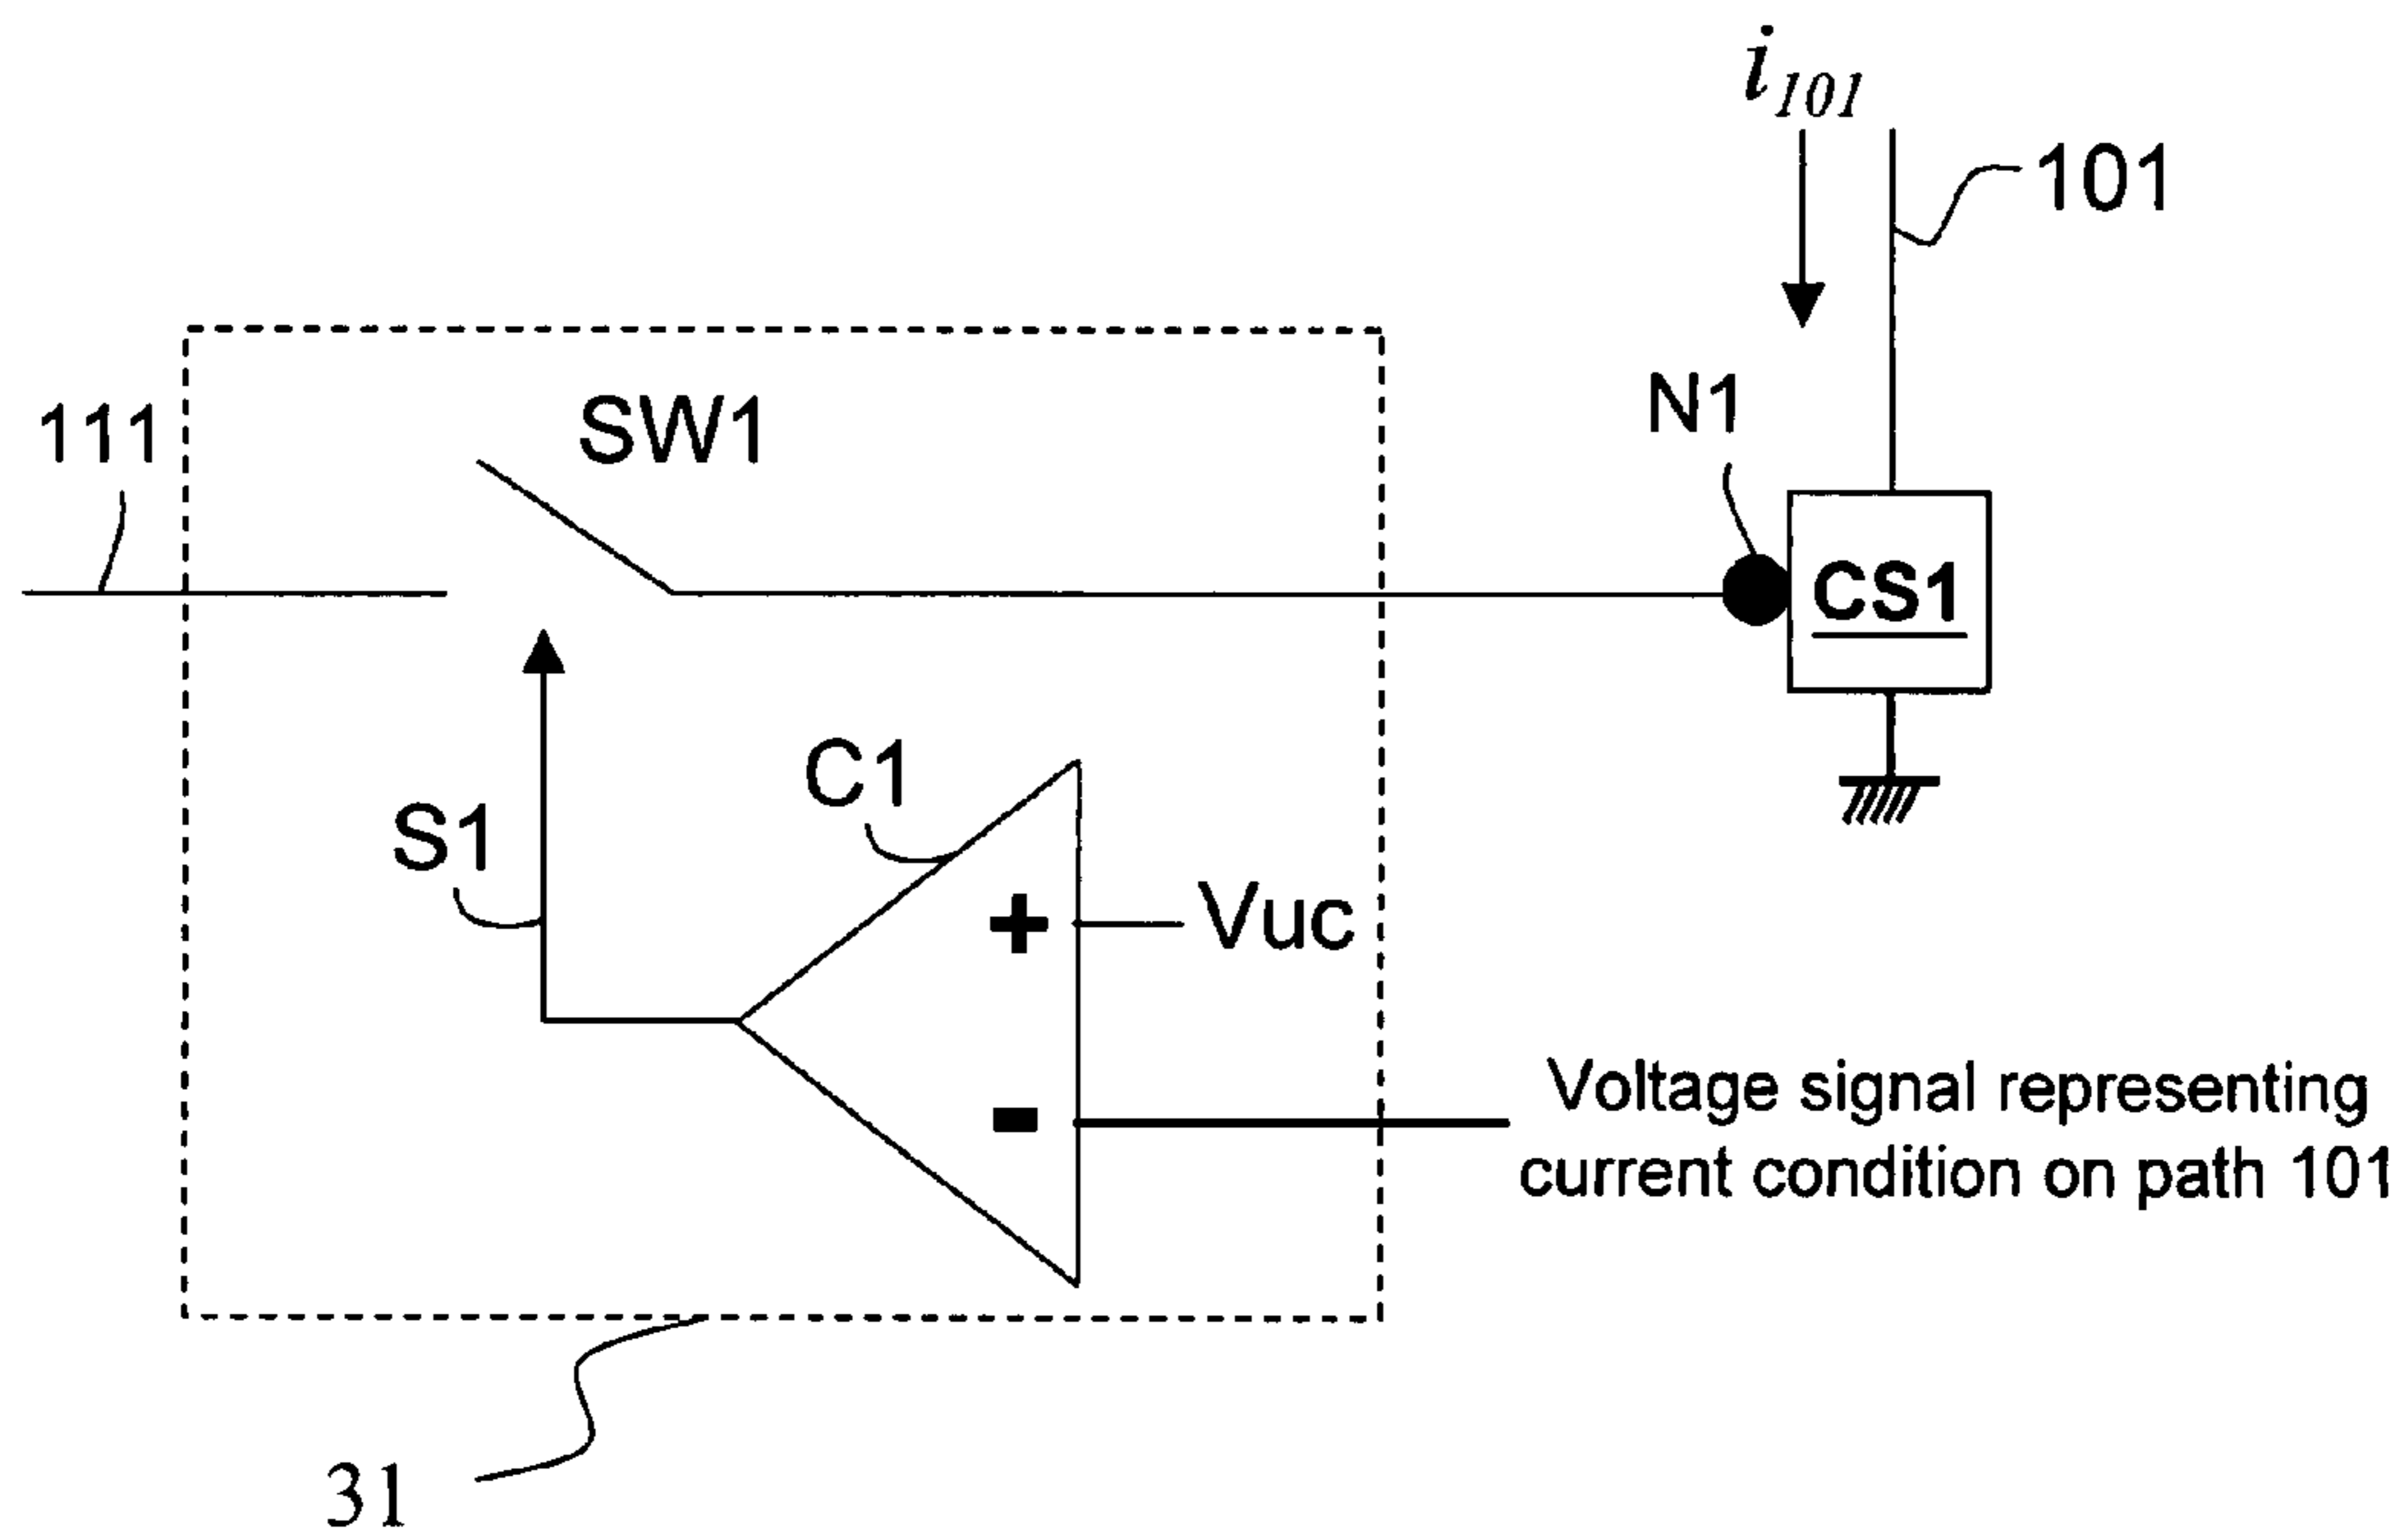 i101
101
N1
111
SW1
CS1
C1
S1
+
Vuc
-
Voltage signal representing
current condition on path 101
31